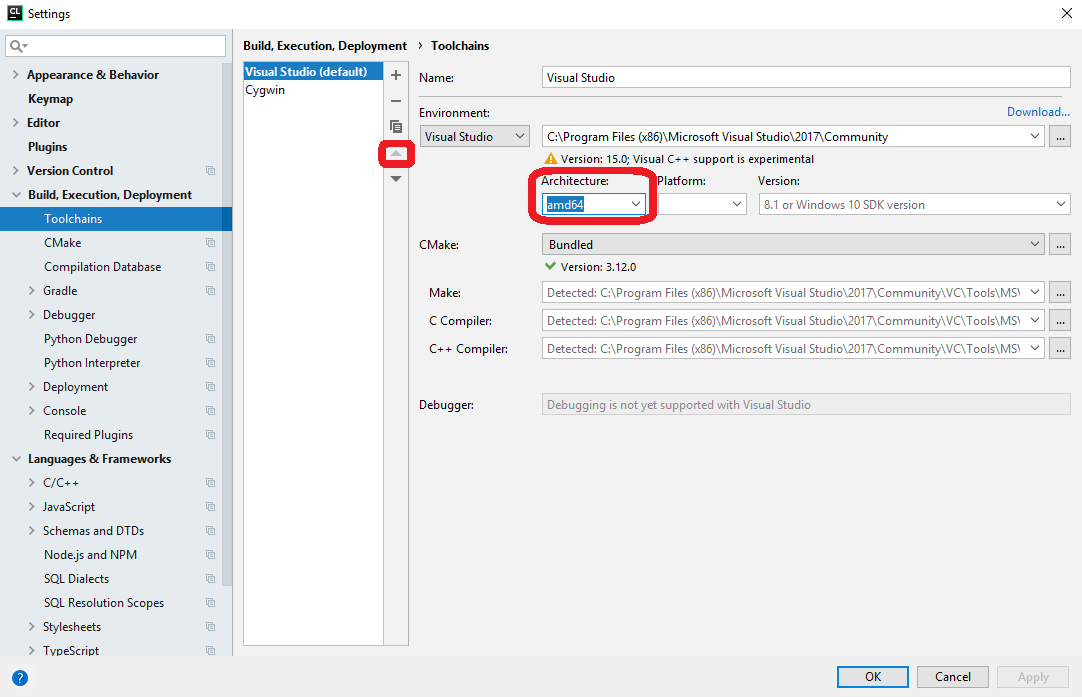 CL Settings
Appearance & Behavior
Keymap
Editor
Plugins
Version Control
Build, Execution, Deployment
Toolchains
CMake
Compilation Database
Gradle
Debugger
Python Debugger
Python Interpreter
Deployment
Console
Required Plugins
Languages & Frameworks
C/C++
JavaScript
Schemas and DTDs
Node.js and NPM
SQL Dialects
SQL Resolution Scopes
Stylesheets
TypeScript
?
Build, Execution, Deployment › Toolchains
Visual Studio (default)
Cygwin
Name: Visual Studio
Environment: Download...
Visual Studio C:\Program Files (x86)\Microsoft Visual Studio\2017\Community ...
Version: 15.0; Visual C++ support is experimental
Architecture: Platform: Version:
amd64 8.1 or Windows 10 SDK version
CMake: Bundled ...
Version: 3.12.0
Make: Detected: C:\Program Files (x86)\Microsoft Visual Studio\2017\Community\VC\Tools\MS\ ...
C Compiler: Detected: C:\Program Files (x86)\Microsoft Visual Studio\2017\Community\VC\Tools\MS\ ...
C++ Compiler: Detected: C:\Program Files (x86)\Microsoft Visual Studio\2017\Community\VC\Tools\MS\ ...
Debugger: Debugging is not yet supported with Visual Studio
OK Cancel Apply